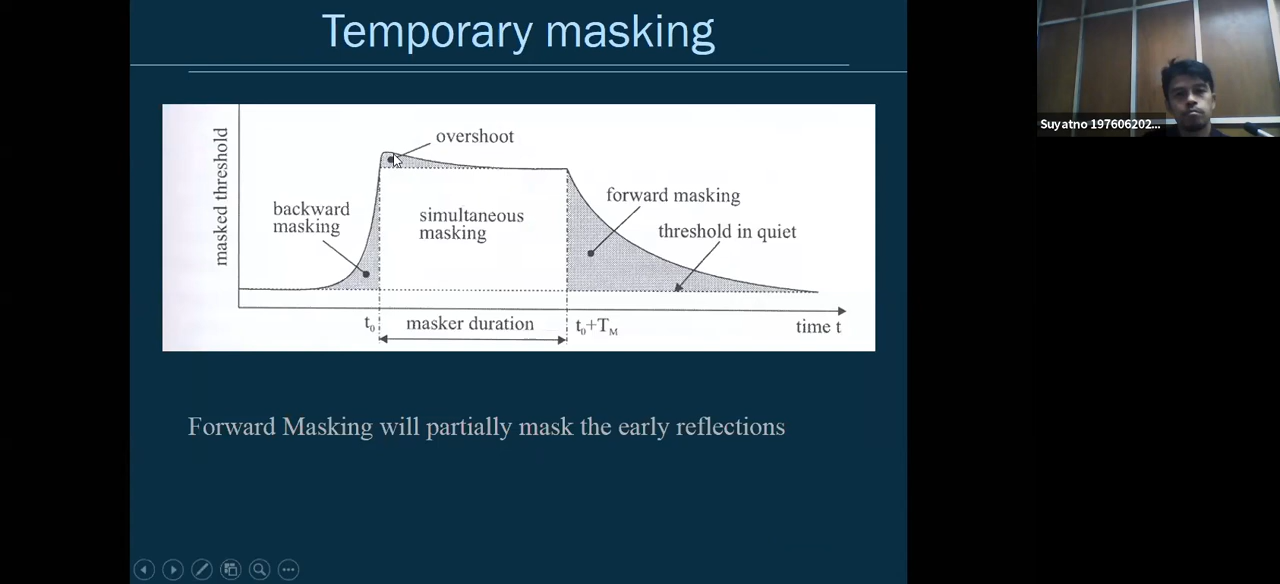 Temporary masking
masked threshold
overshoot
backward
masking
simultaneous
masking
forward masking
threshold in quiet
t₀
masker duration
t₀+T_M
time t
Forward Masking will partially mask the early reflections
Suyatno 197606202...